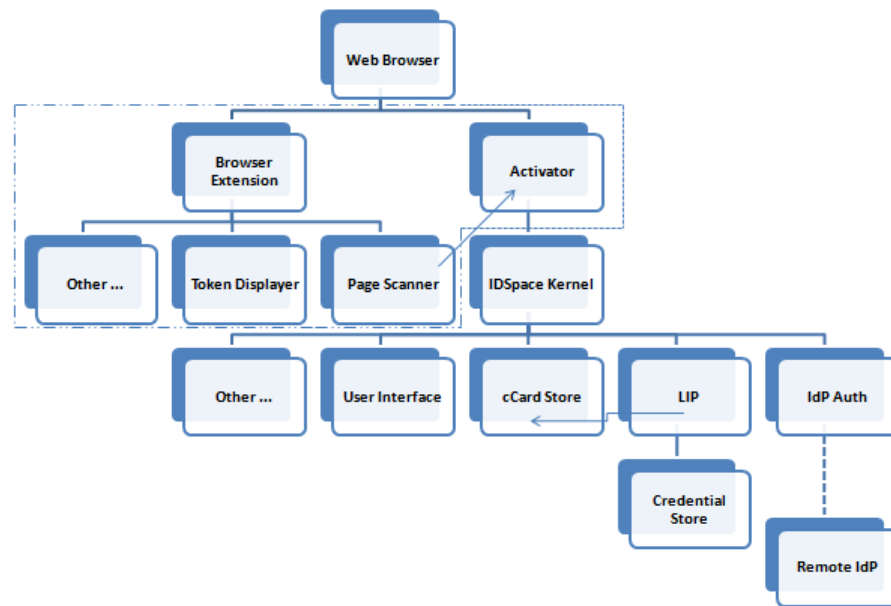 Web Browser
Browser
Extension
Activator
Other ...
Token Displayer
Page Scanner
IDSpace Kernel
Other ...
User Interface
cCard Store
LIP
IdP Auth
Credential
Store
Remote IdP